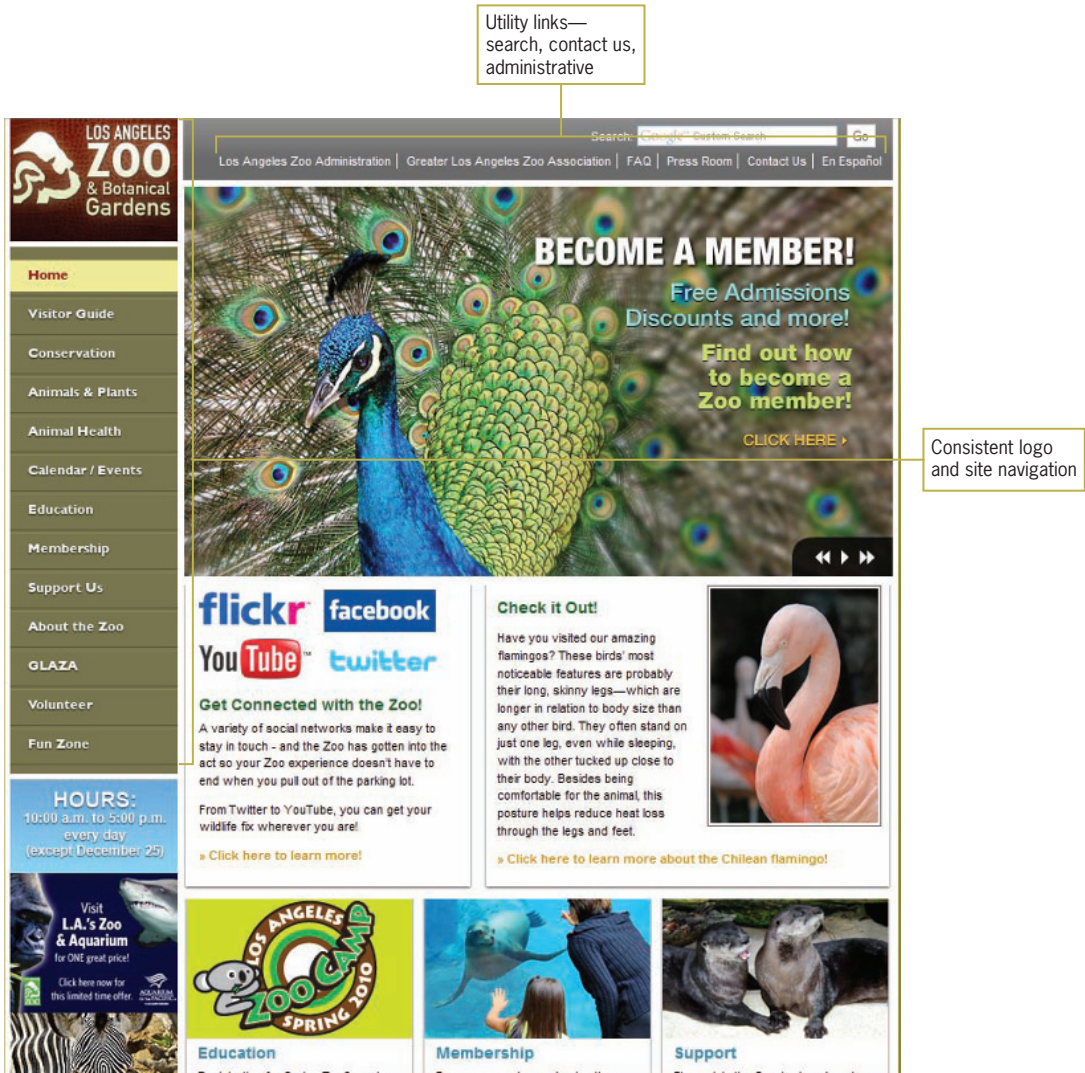 Utility links—
search, contact us,
administrative
LOS ANGELES
ZOO
& Botanical
Gardens
Search: Google™ Custom Search Go
Los Angeles Zoo Administration | Greater Los Angeles Zoo Association | FAQ | Press Room | Contact Us | En Español
Home
Visitor Guide
Conservation
Animals & Plants
Animal Health
Calendar / Events
Education
Membership
Support Us
About the Zoo
GLAZA
Volunteer
Fun Zone
BECOME A MEMBER!
Free Admissions
Discounts and more!
Find out how
to become a
Zoo member!
CLICK HERE
Consistent logo
and site navigation
flickr facebook
YouTube twitter
Get Connected with the Zoo!
A variety of social networks make it easy to
stay in touch - and the Zoo has gotten into the
act so your Zoo experience doesn't have to
end when you pull out of the parking lot.
From Twitter to YouTube, you can get your
wildlife fix wherever you are!
» Click here to learn more!
Check it Out!
Have you visited our amazing
flamingos? These birds' most
noticeable features are probably
their long, skinny legs—which are
longer in relation to body size than
any other bird. They often stand on
just one leg, even while sleeping,
with the other tucked up close to
their body. Besides being
comfortable for the animal, this
posture helps reduce heat loss
through the legs and feet.
» Click here to learn more about the Chilean flamingo!
HOURS:
10:00 a.m. to 5:00 p.m.
every day
(except December 25)
Visit
L.A.'s Zoo
& Aquarium
for ONE great price!
Click here now for
this limited time offer.
ZOO
AQUARIUM
OF THE PACIFIC
LOS ANGELES
ZOO CAMP
SPRING 2010
Education
Membership
Support